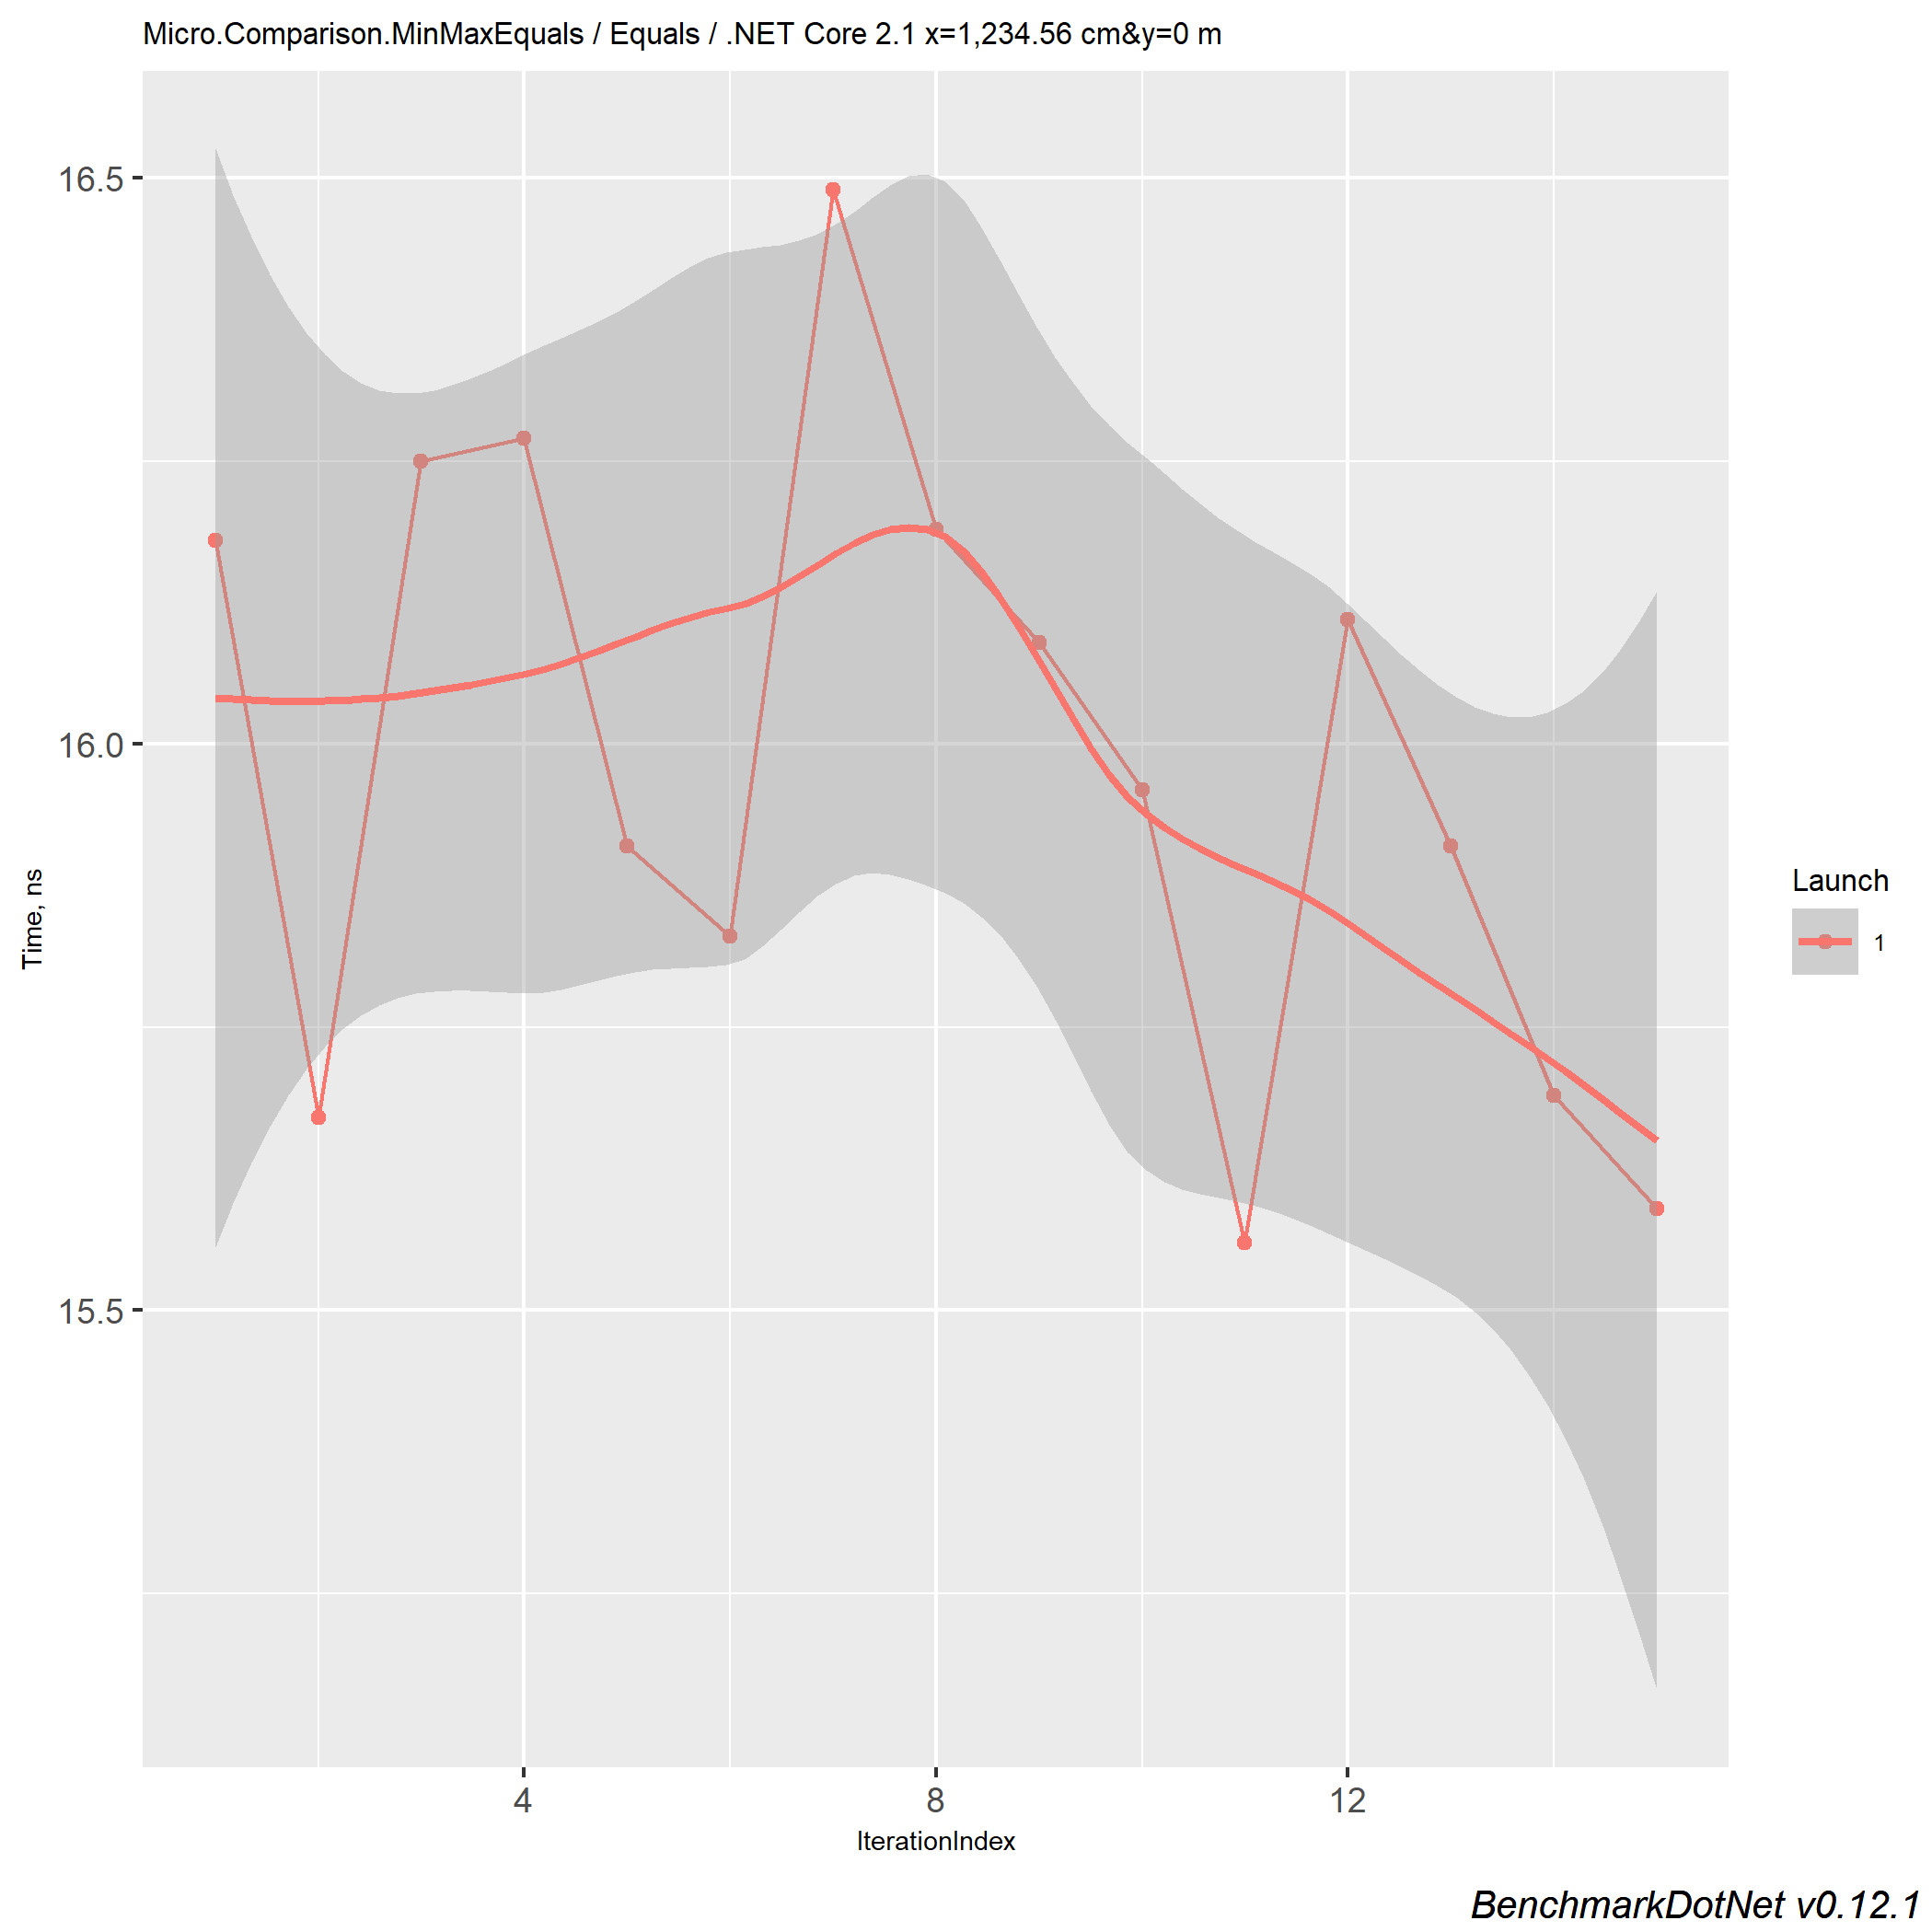 Micro.Comparison.MinMaxEquals / Equals / .NET Core 2.1 x=1,234.56 cm&y=0 m
16.5
16.0
15.5
Time, ns
4
8
12
IterationIndex
Launch
1
BenchmarkDotNet v0.12.1